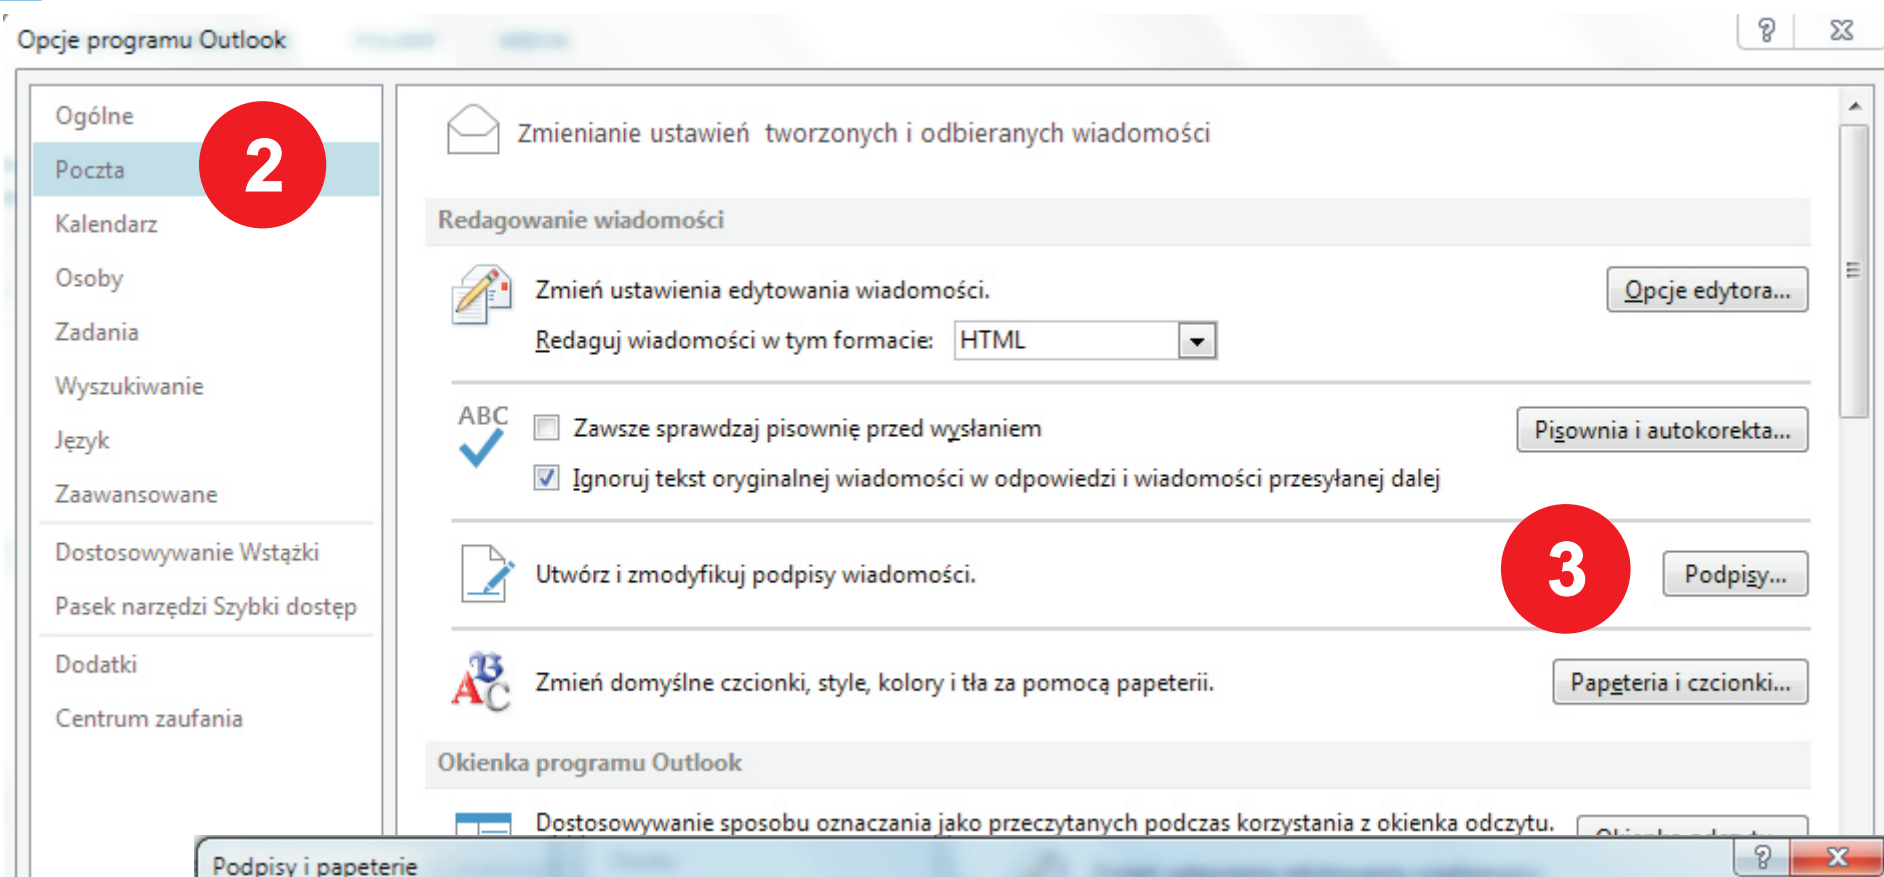 Opcje programu Outlook
Ogólne
Poczta
2
Kalendarz
Osoby
Zadania
Wyszukiwanie
Język
Zaawansowane
Dostosowywanie Wstążki
Pasek narzędzi Szybki dostęp
Dodatki
Centrum zaufania
Zmienianie ustawień tworzonych i odbieranych wiadomości
Redagowanie wiadomości
Zmień ustawienia edytowania wiadomości.
Opcje edytora...
Redaguj wiadomości w tym formacie: HTML
ABC
Zawsze sprawdzaj pisownię przed wysłaniem
Pisownia i autokorekta...
Ignoruj tekst oryginalnej wiadomości w odpowiedzi i wiadomości przesyłanej dalej
Utwórz i zmodyfikuj podpisy wiadomości.
3
Podpisy...
ABC
Zmień domyślne czcionki, style, kolory i tła za pomocą papeterii.
Papeteria i czcionki...
Okienka programu Outlook
Dostosowywanie sposobu oznaczania jako przeczytanych podczas korzystania z okienka odczytu.
Podpisy i papeterie